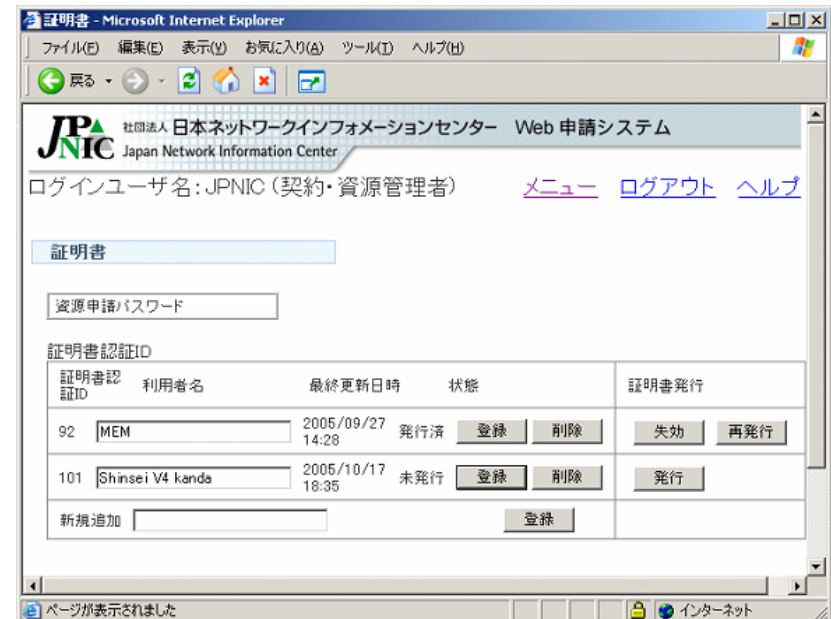 証明書 - Microsoft Internet Explorer
ファイル(F) 編集(E) 表示(V) お気に入り(A) ツール(T) ヘルプ(H)
戻る
JPNIC 社団法人 日本ネットワークインフォメーションセンター Web 申請システム
Japan Network Information Center
ログインユーザ名:JPNIC(契約・資源管理者) メニュー ログアウト ヘルプ
証明書
資源申請パスワード
証明書認証ID
証明書認証ID 利用者名 最終更新日時 状態 証明書発行
92 MEM 2005/09/27 14:28 発行済 登録 削除 失効 再発行
101 Shinsei V4 kanda 2005/10/17 18:35 未発行 登録 削除 発行
新規追加 登録
ページが表示されました インターネット